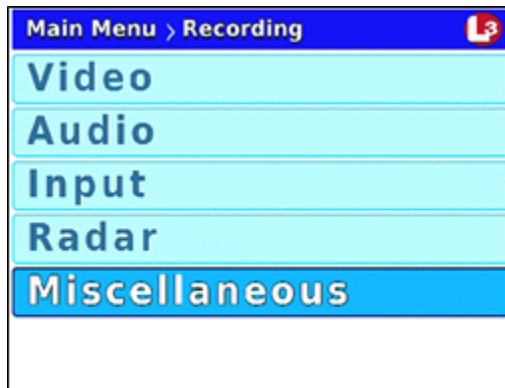 Main Menu > Recording L3
Video
Audio
Input
Radar
Miscellaneous